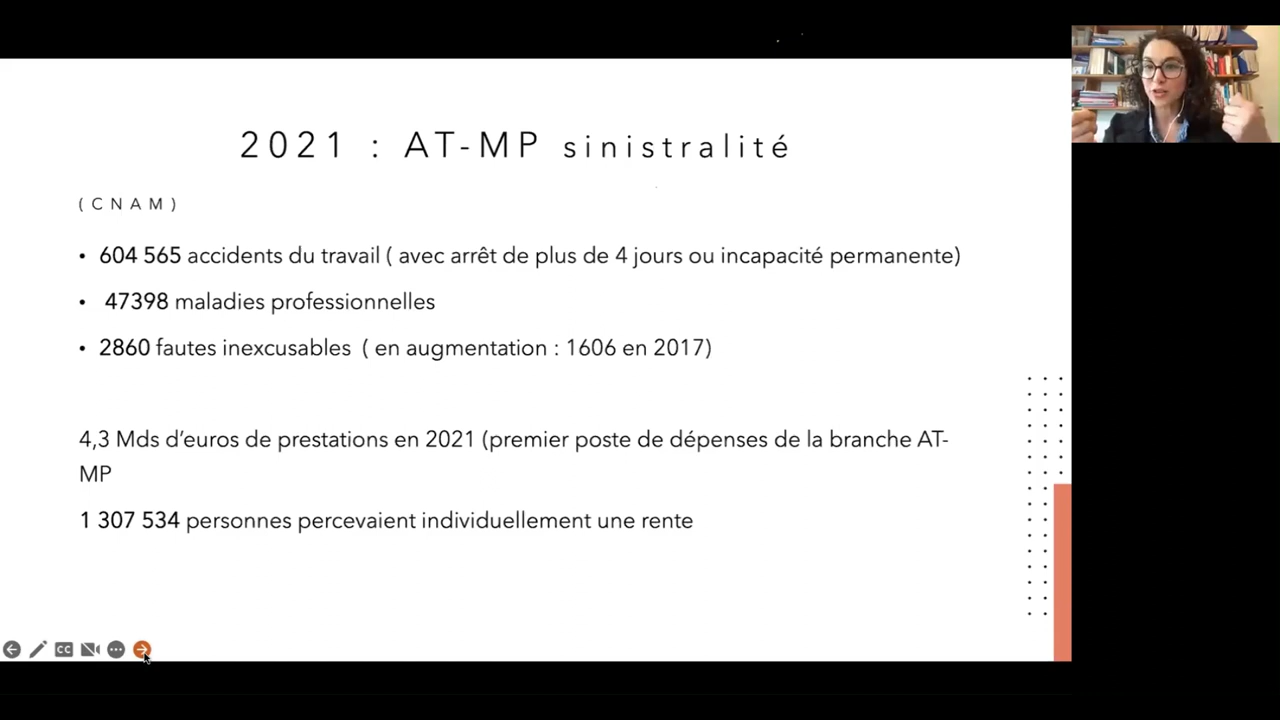 2021 : AT-MP sinistralité
(CNAM)
• 604 565 accidents du travail ( avec arrêt de plus de 4 jours ou incapacité permanente)
• 47398 maladies professionnelles
• 2860 fautes inexcusables ( en augmentation : 1606 en 2017)
4,3 Mds d’euros de prestations en 2021 (premier poste de dépenses de la branche AT-
MP
1 307 534 personnes percevaient individuellement une rente
CC